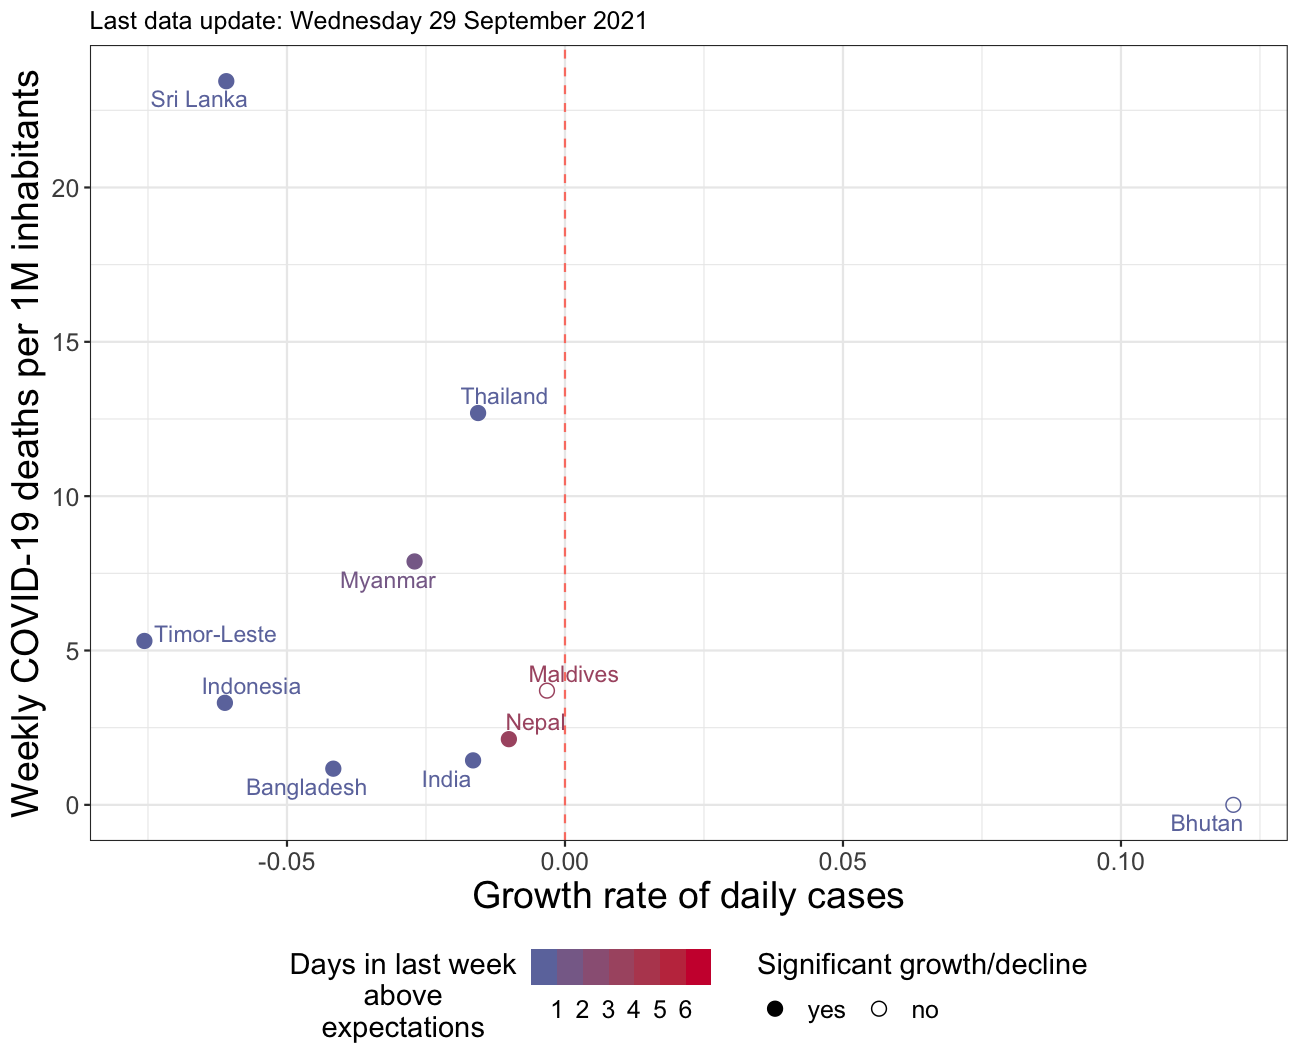 Last data update: Wednesday 29 September 2021
Weekly COVID-19 deaths per 1M inhabitants
20
15
10
5
0
Sri Lanka
Thailand
Myanmar
Timor-Leste
Indonesia
Maldives
Nepal
India
Bangladesh
Bhutan
-0.05 0.00 0.05 0.10
Growth rate of daily cases
Days in last week
above
expectations
1 2 3 4 5 6
Significant growth/decline
yes no